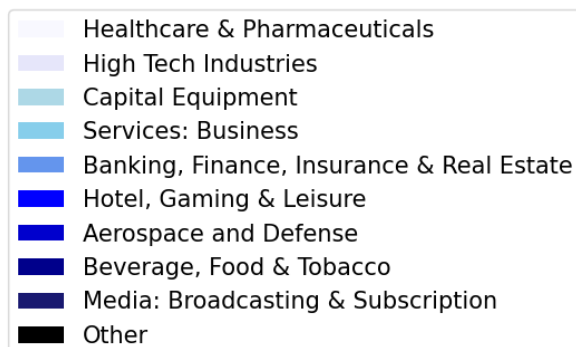 Healthcare & Pharmaceuticals
High Tech Industries
Capital Equipment
Services: Business
Banking, Finance, Insurance & Real Estate
Hotel, Gaming & Leisure
Aerospace and Defense
Beverage, Food & Tobacco
Media: Broadcasting & Subscription
Other